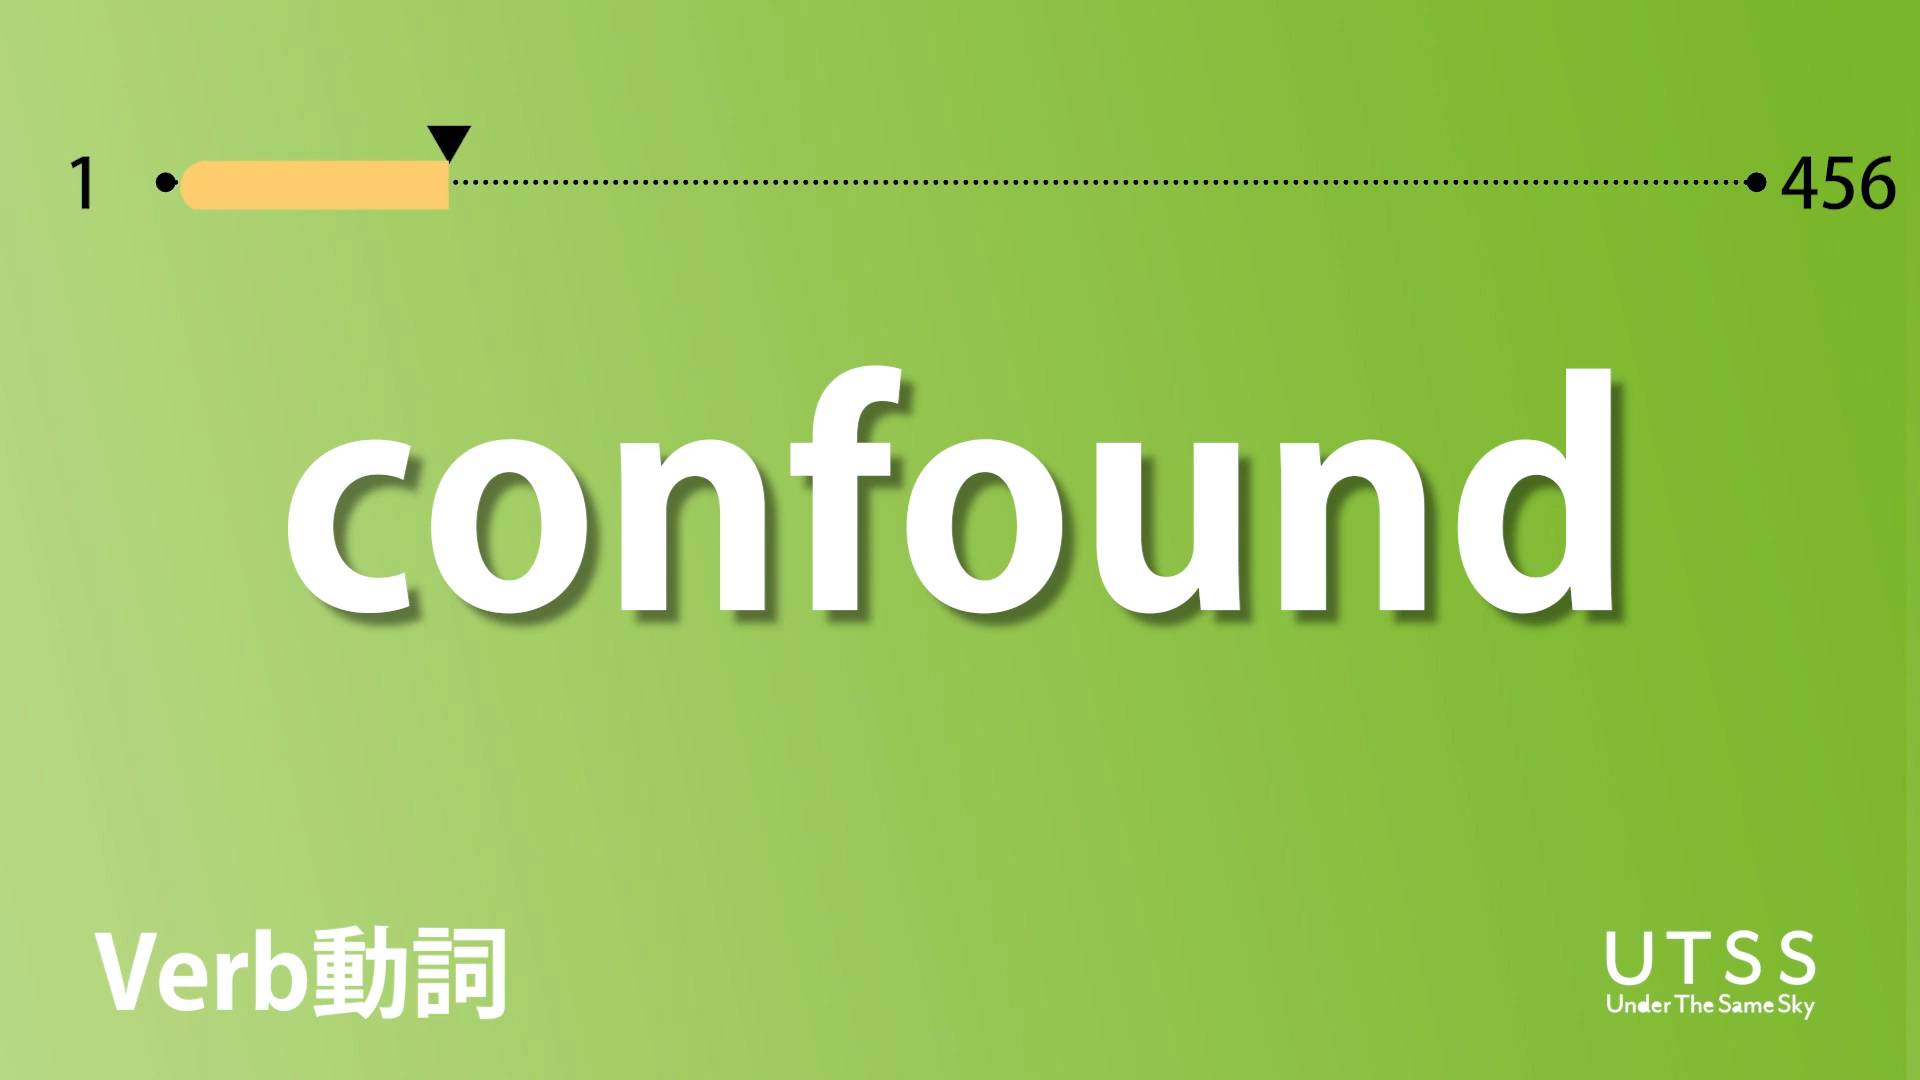 1
456
confound
Verb動詞
UTSS
Under The Same Sky